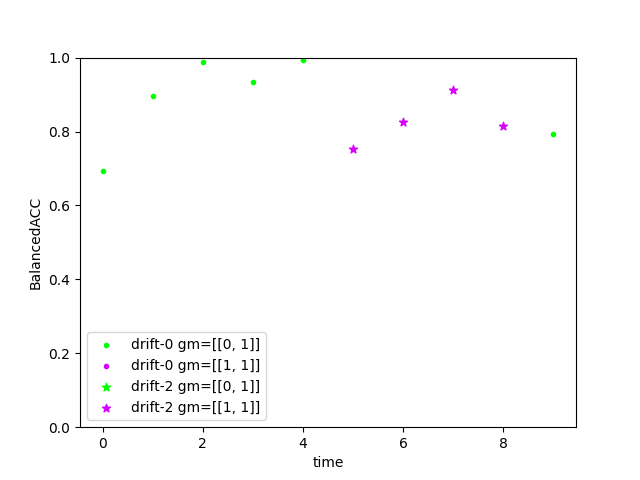 1.0
0.8
0.6
0.4
0.2
0.0
BalancedACC
drift-0 gm=[[0, 1]]
drift-0 gm=[[1, 1]]
drift-2 gm=[[0, 1]]
drift-2 gm=[[1, 1]]
0 2 4 6 8
time